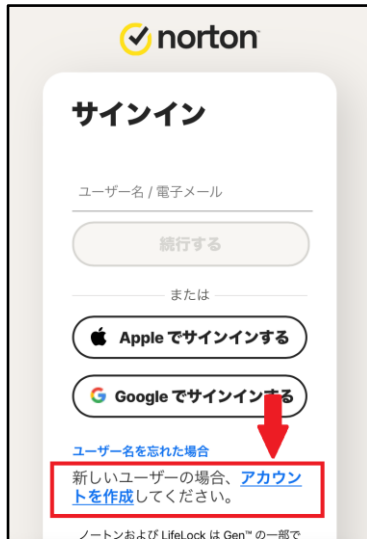 norton
サインイン
ユーザー名 / 電子メール
続行する
または
Apple でサインインする
Google でサインインする
ユーザー名を忘れた場合
新しいユーザーの場合、アカウン
トを作成してください。
ノートンおよび LifeLock は Gen™ の一部で